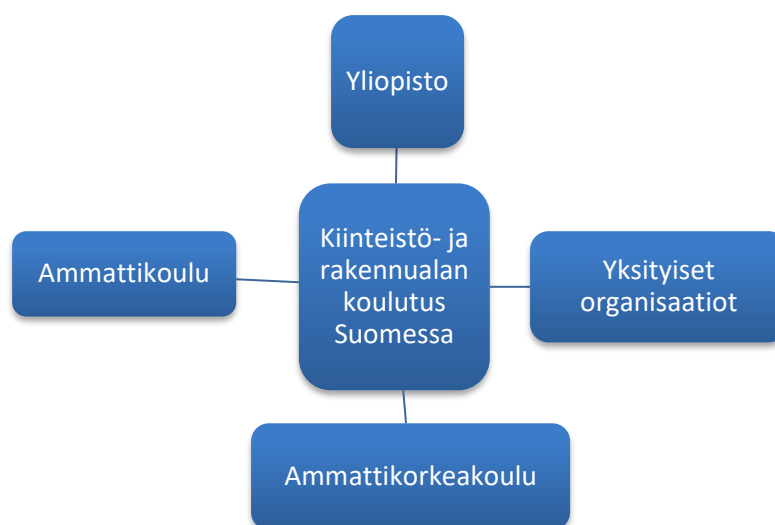 Yliopisto
Ammattikoulu
Kiinteistö- ja
rakennualan
koulutus
Suomessa
Yksityiset
organisaatiot
Ammattikorkeakoulu